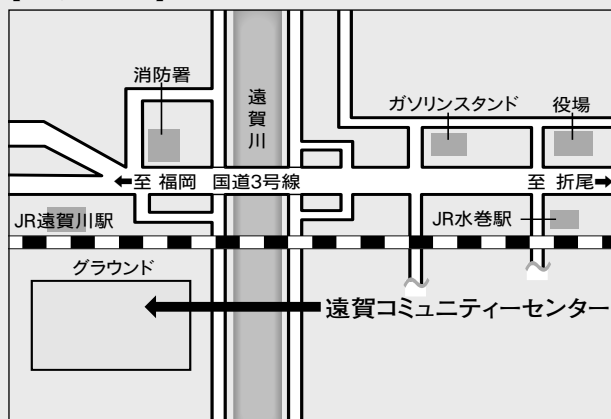 消防署
遠賀川
ガソリンスタンド
役場
至 福岡 国道3号線
至 折尾
JR遠賀川駅
JR水巻駅
グラウンド
遠賀コミュニティーセンター